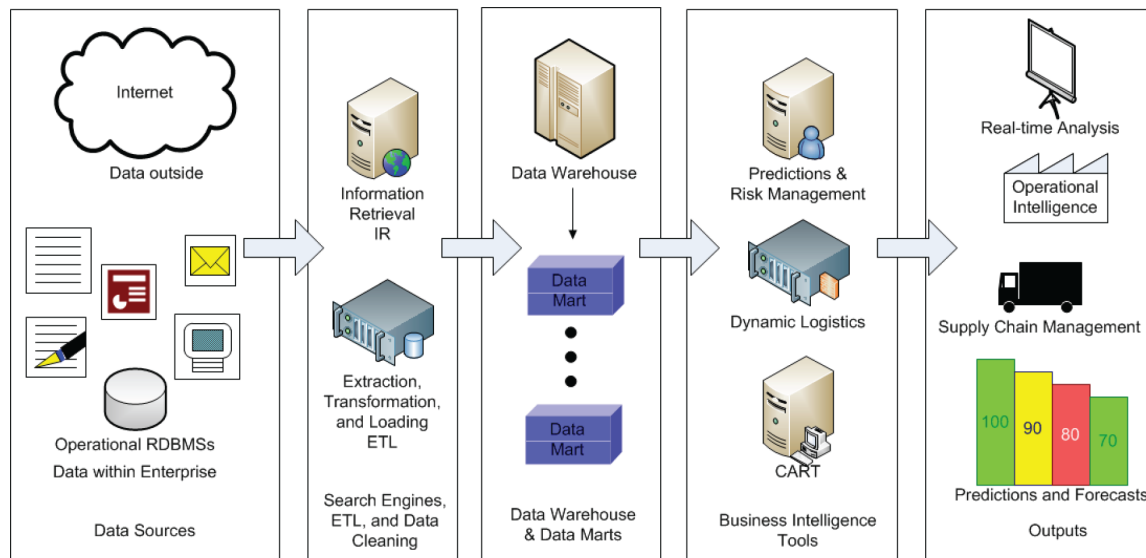 Internet
Data outside
Operational RDBMSs
Data within Enterprise
Data Sources
Information
Retrieval
IR
Extraction,
Transformation,
and Loading
ETL
Search Engines,
ETL, and Data
Cleaning
Data Warehouse
Data
Mart
Data
Mart
Data Warehouse
& Data Marts
Predictions &
Risk Management
Dynamic Logistics
CART
Business Intelligence
Tools
Real-time Analysis
Operational
Intelligence
Supply Chain Management
100
90
80
70
Predictions and Forecasts
Outputs